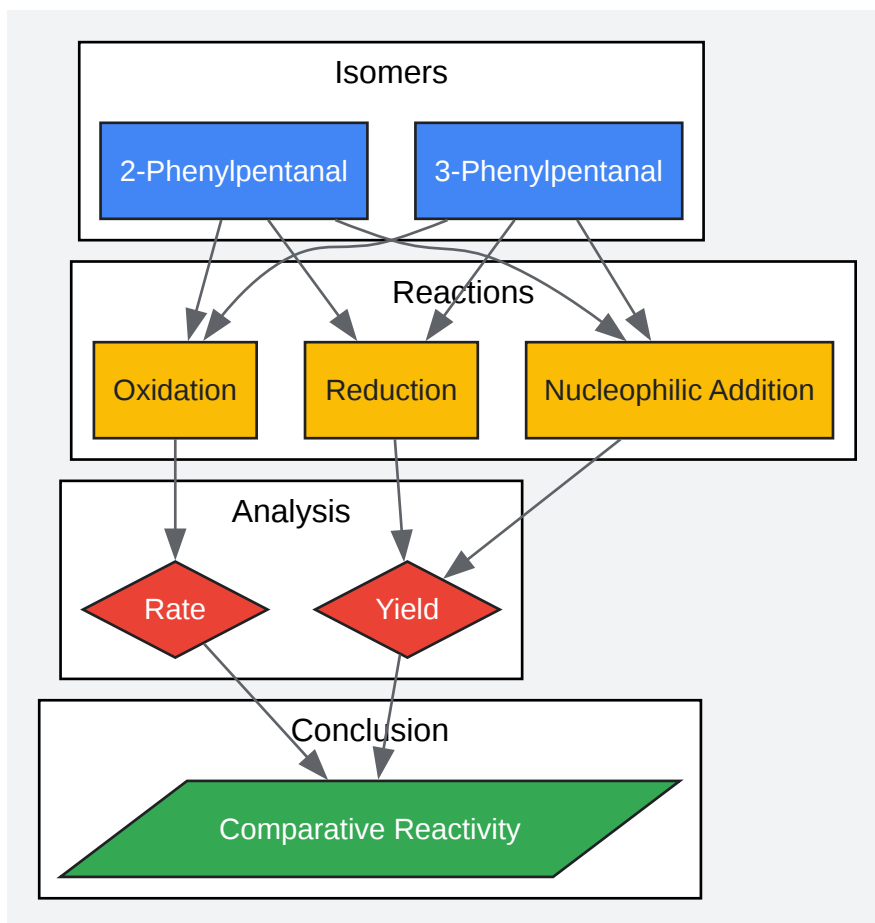 Isomers
2-Phenylpentanal
3-Phenylpentanal
Reactions
Oxidation
Reduction
Nucleophilic Addition
Analysis
Rate
Yield
Conclusion
Comparative Reactivity